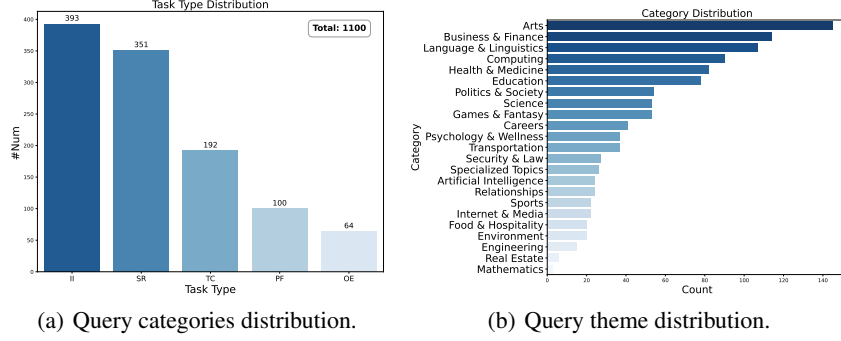 Task Type Distribution
Total: 1100
393
351
192
100
64
400
350
300
250
200
150
100
50
0
#Num
II
SR
TC
PF
OE
Task Type
(a) Query categories distribution.
Category Distribution
Arts
Business & Finance
Language & Linguistics
Computing
Health & Medicine
Education
Politics & Society
Science
Games & Fantasy
Careers
Psychology & Wellness
Transportation
Security & Law
Specialized Topics
Artificial Intelligence
Relationships
Sports
Internet & Media
Food & Hospitality
Environment
Engineering
Real Estate
Mathematics
Category
0 20 40 60 80 100 120 140
Count
(b) Query theme distribution.